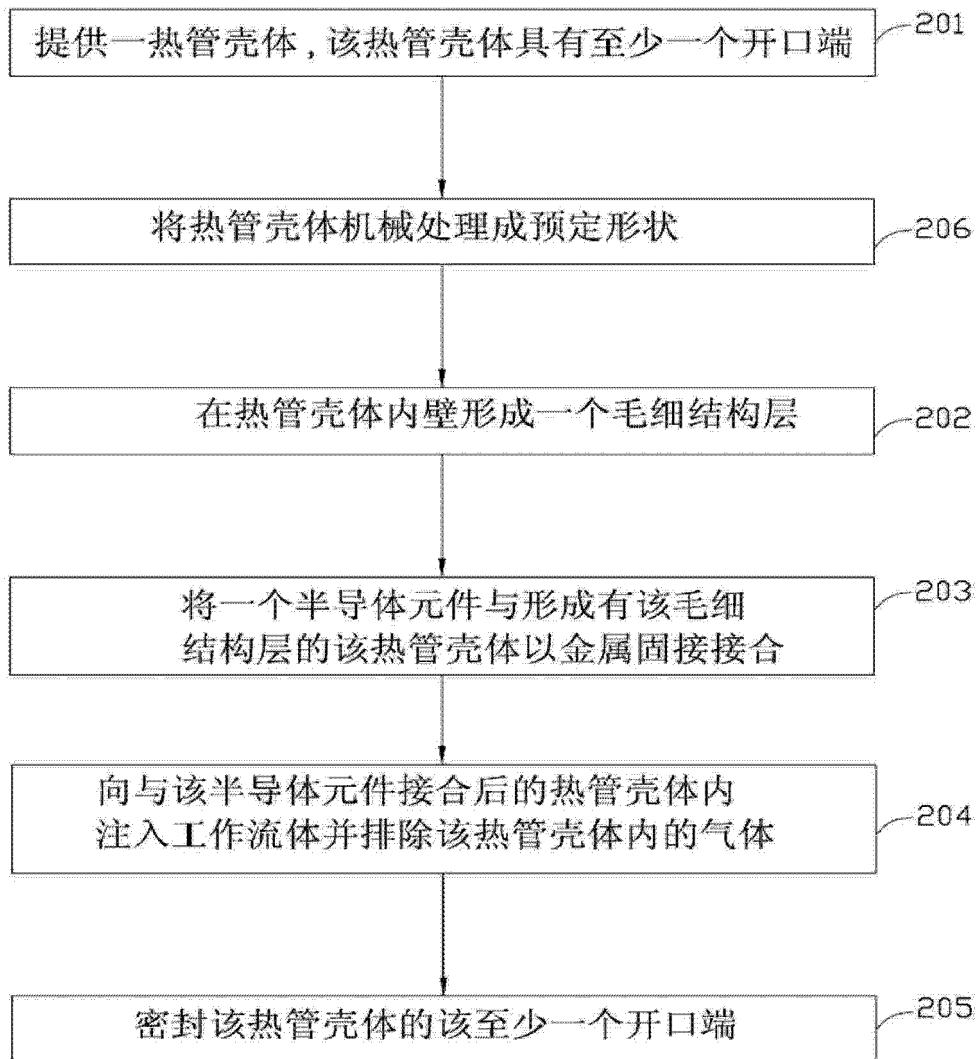 提供一热管壳体,该热管壳体具有至少一个开口端
201
将热管壳体机械处理成预定形状
206
在热管壳体内壁形成一个毛细结构层
202
将一个半导体元件与形成有该毛细
结构层的该热管壳体以金属固接接合
203
向与该半导体元件接合后的热管壳体内
注入工作流体并排除该热管壳体内的气体
204
密封该热管壳体的该至少一个开口端
205